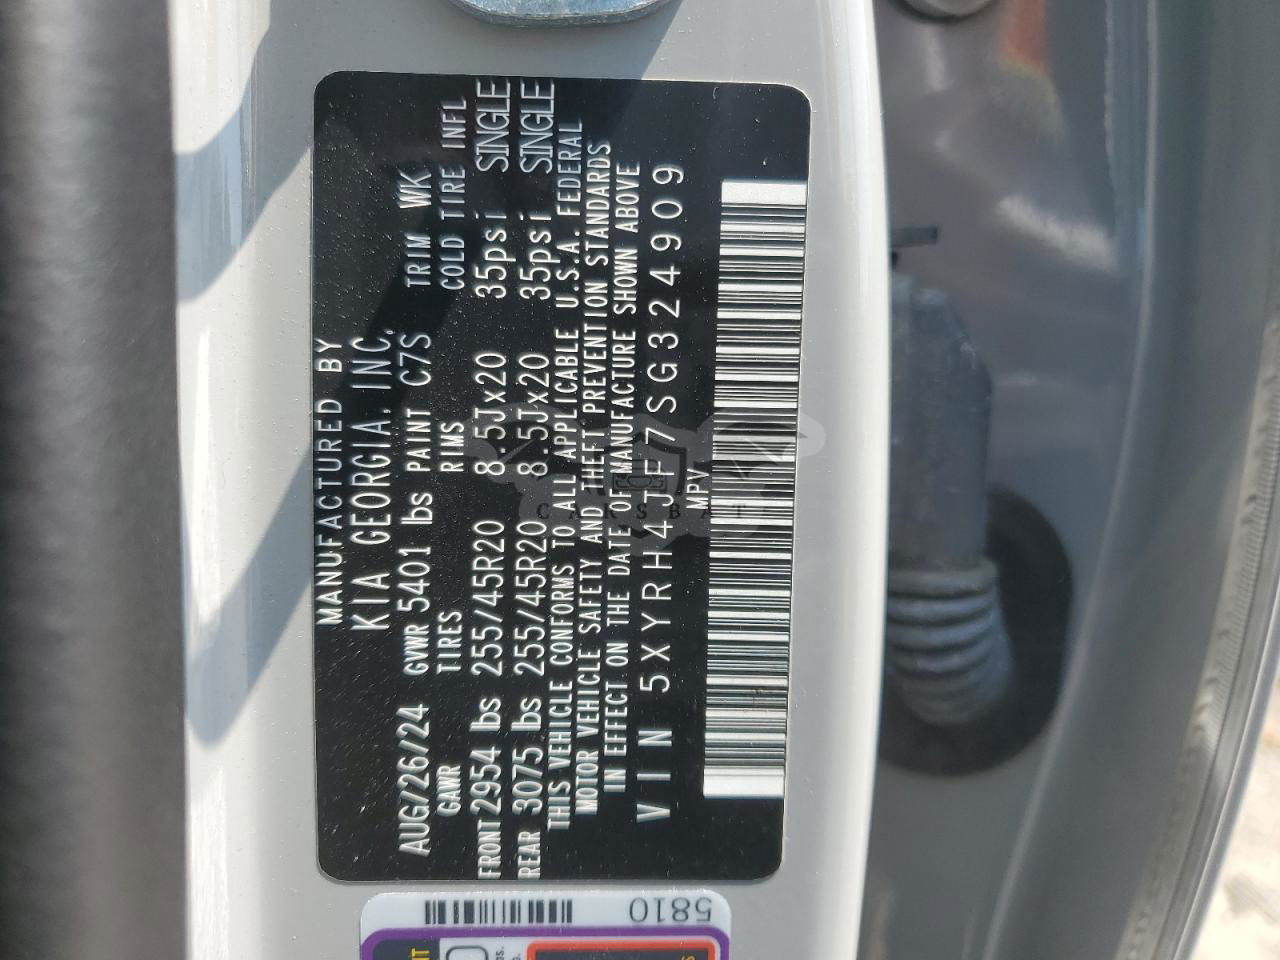 MANUFACTURED BY
KIA GEORGIA, INC.
AUG/26/24 GVWR 5401 lbs PAINT C7S TRIM WK
GAWR TIRES RIMS COLD TIRE INFL
FRONT 2954 lbs 255/45R20 8.5Jx20 35psi SINGLE
REAR 3075 lbs 255/45R20 8.5Jx20 35psi SINGLE
THIS VEHICLE CONFORMS TO ALL APPLICABLE U.S.A. FEDERAL
MOTOR VEHICLE SAFETY AND THEFT PREVENTION STANDARDS
IN EFFECT ON THE DATE OF MANUFACTURE SHOWN ABOVE
VIN 5XYRH4JF7SG324909
MPV
5810
CARSBAT